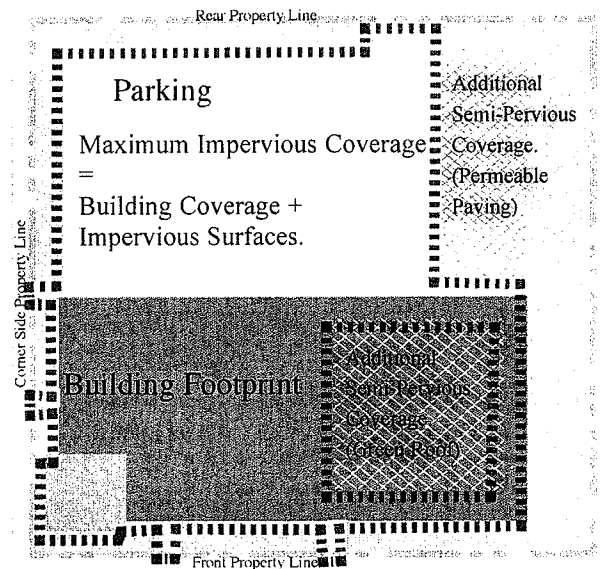 Rear Property Line
Parking
Maximum Impervious Coverage
=
Building Coverage +
Impervious Surfaces.
Additional
Semi-Pervious
Coverage.
(Permeable
Paving)
Corner Side Property Line
Building Footprint
Additional
Semi-Pervious
Coverage
(Green Roof)
Front Property Line